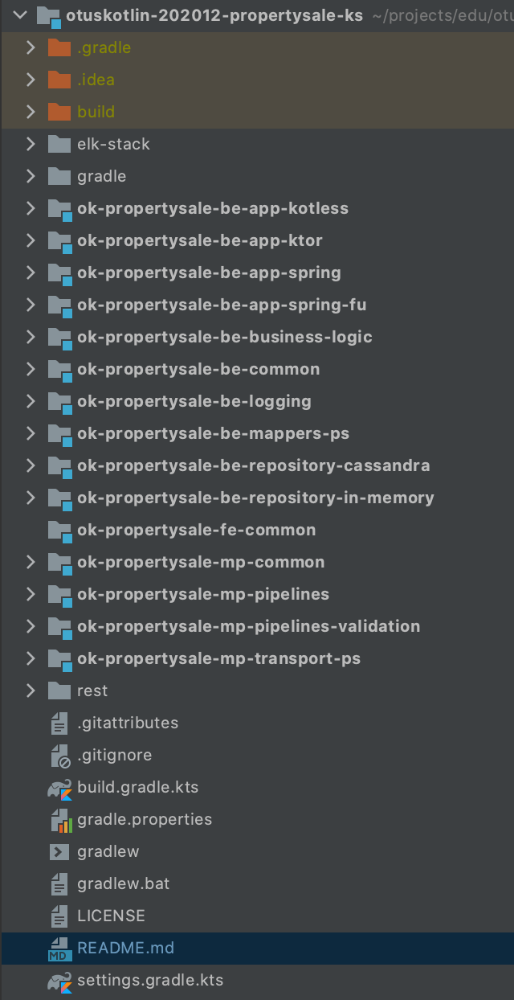 otuskotlin-202012-propertysale-ks ~/projects/edu/otu
.gradle
.idea
build
elk-stack
gradle
ok-propertysale-be-app-kotless
ok-propertysale-be-app-ktor
ok-propertysale-be-app-spring
ok-propertysale-be-app-spring-fu
ok-propertysale-be-business-logic
ok-propertysale-be-common
ok-propertysale-be-logging
ok-propertysale-be-mappers-ps
ok-propertysale-be-repository-cassandra
ok-propertysale-be-repository-in-memory
ok-propertysale-fe-common
ok-propertysale-mp-common
ok-propertysale-mp-pipelines
ok-propertysale-mp-pipelines-validation
ok-propertysale-mp-transport-ps
rest
.gitattributes
.gitignore
build.gradle.kts
gradle.properties
gradlew
gradlew.bat
LICENSE
MD README.md
settings.gradle.kts